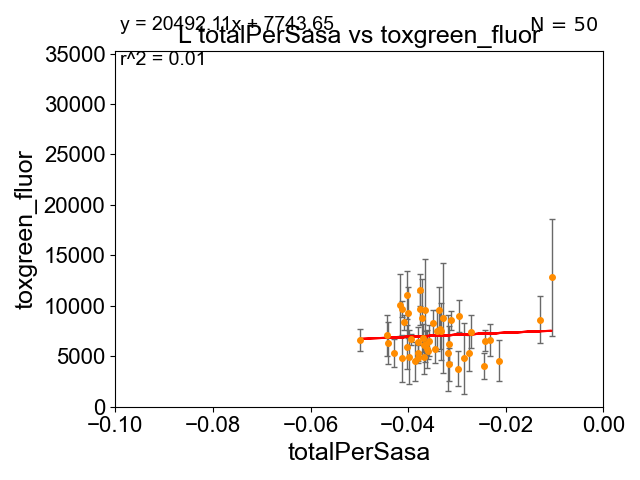 y = 20492.11x + 7743.65
N = 50
L totalPerSasa vs toxgreen_fluor
r^2 = 0.01
35000
30000
25000
20000
15000
10000
5000
0
toxgreen_fluor
−0.10
−0.08
−0.06
−0.04
−0.02
0.00
totalPerSasa